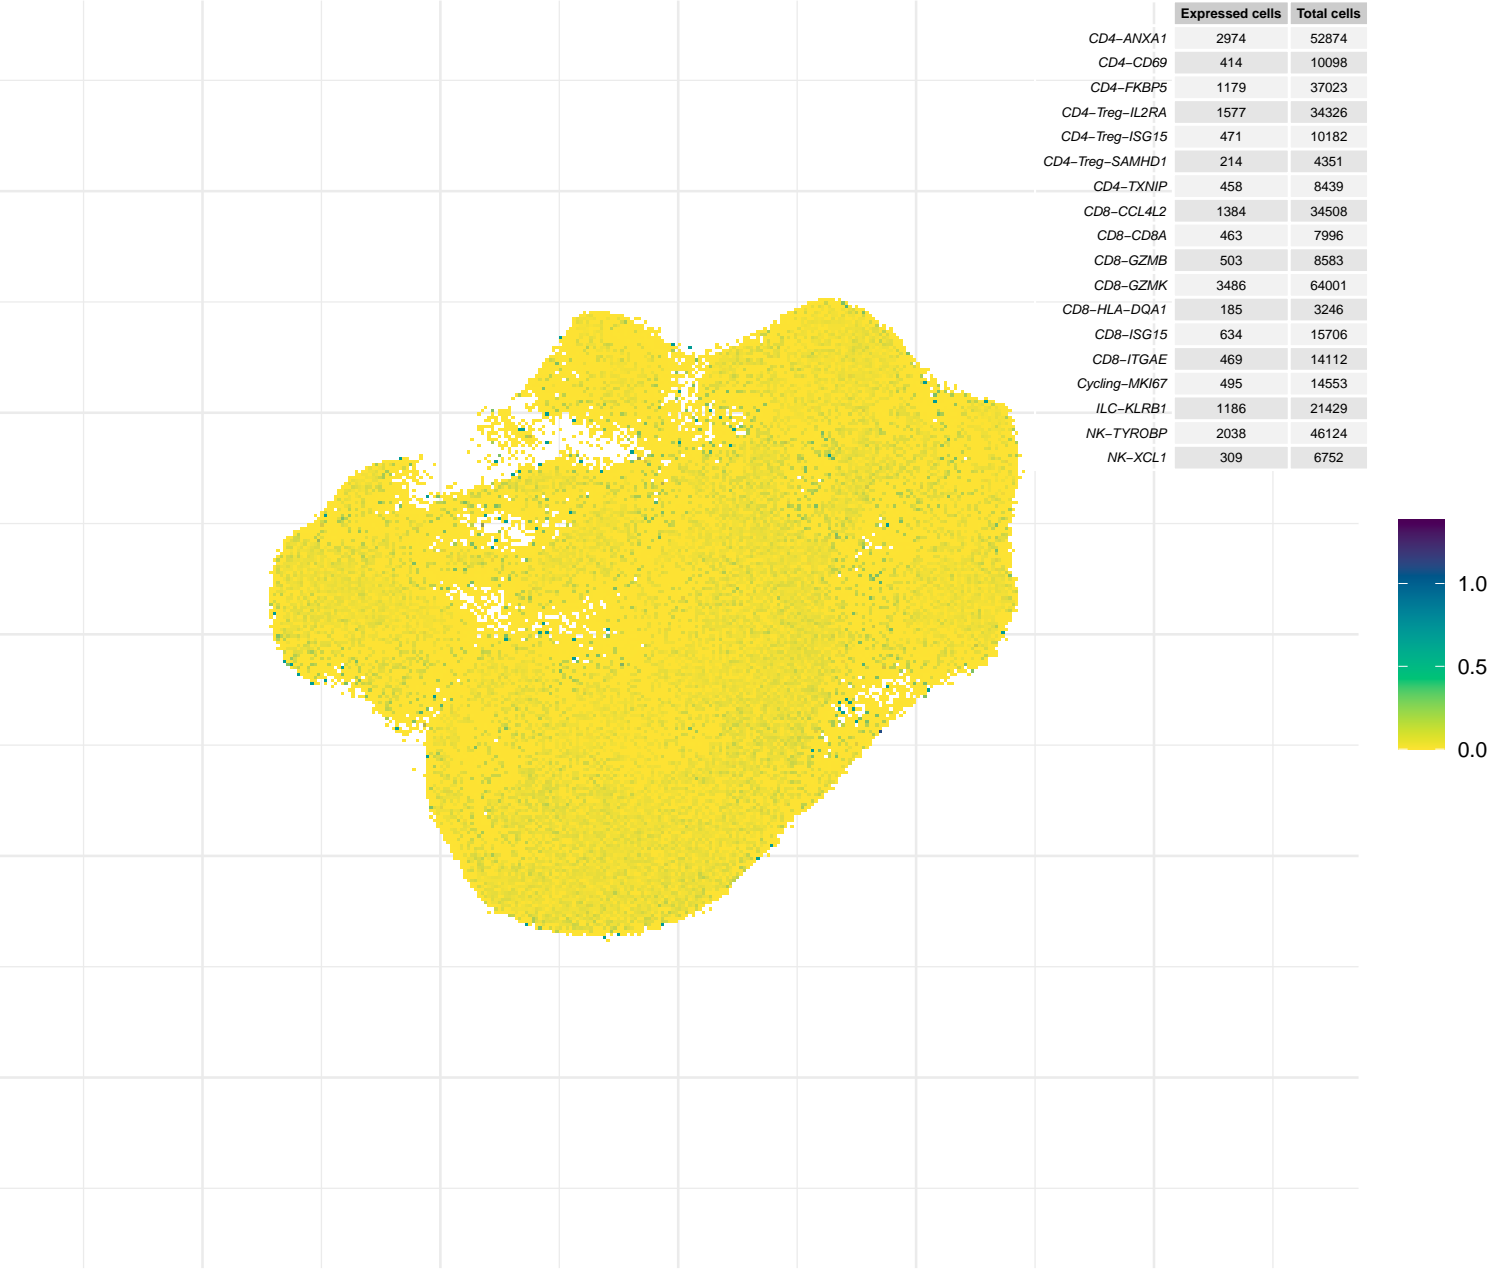 Expressed cells Total cells
CD4−ANXA1 2974 52874
CD4−CD69 414 10098
CD4−FKBP5 1179 37023
CD4−Treg−IL2RA 1577 34326
CD4−Treg−ISG15 471 10182
CD4−Treg−SAMHD1 214 4351
CD4−TXNIP 458 8439
CD8−CCL4L2 1384 34508
CD8−CD8A 463 7996
CD8−GZMB 503 8583
CD8−GZMK 3486 64001
CD8−HLA−DQA1 185 3246
CD8−ISG15 634 15706
CD8−ITGAE 469 14112
Cycling−MKI67 495 14553
ILC−KLRB1 1186 21429
NK−TYROBP 2038 46124
NK−XCL1 309 6752
1.0
0.5
0.0